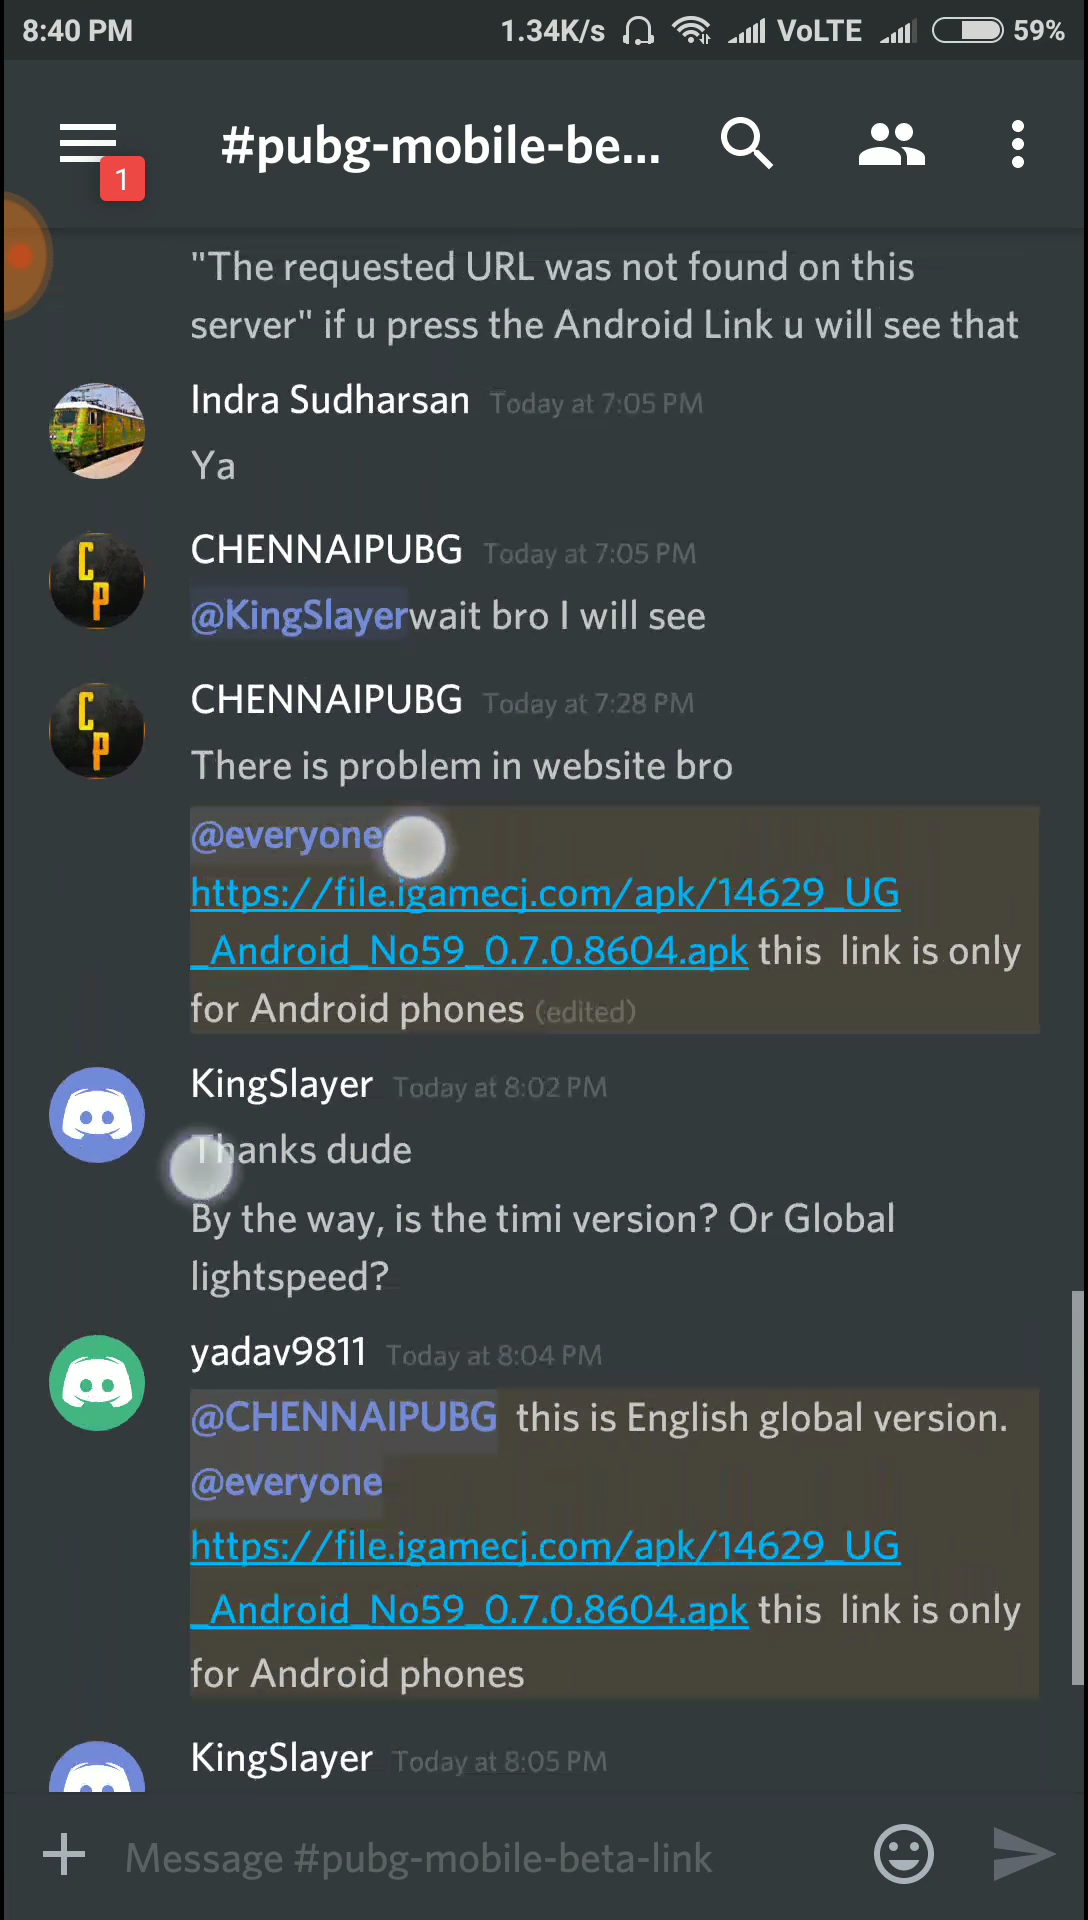 8:40 PM 1.34K/s VoLTE 59%
1
#pubg-mobile-be...
"The requested URL was not found on this
server" if u press the Android Link u will see that
Indra Sudharsan Today at 7:05 PM
Ya
CHENNAIPUBG Today at 7:05 PM
@KingSlayerwait bro I will see
CHENNAIPUBG Today at 7:28 PM
There is problem in website bro
@everyone
https://file.igamecj.com/apk/14629_UG
_Android_No59_0.7.0.8604.apk this link is only
for Android phones (edited)
KingSlayer Today at 8:02 PM
Thanks dude
By the way, is the timi version? Or Global
lightspeed?
yadav9811 Today at 8:04 PM
@CHENNAIPUBG this is English global version.
@everyone
https://file.igamecj.com/apk/14629_UG
_Android_No59_0.7.0.8604.apk this link is only
for Android phones
KingSlayer Today at 8:05 PM
Message #pubg-mobile-beta-link